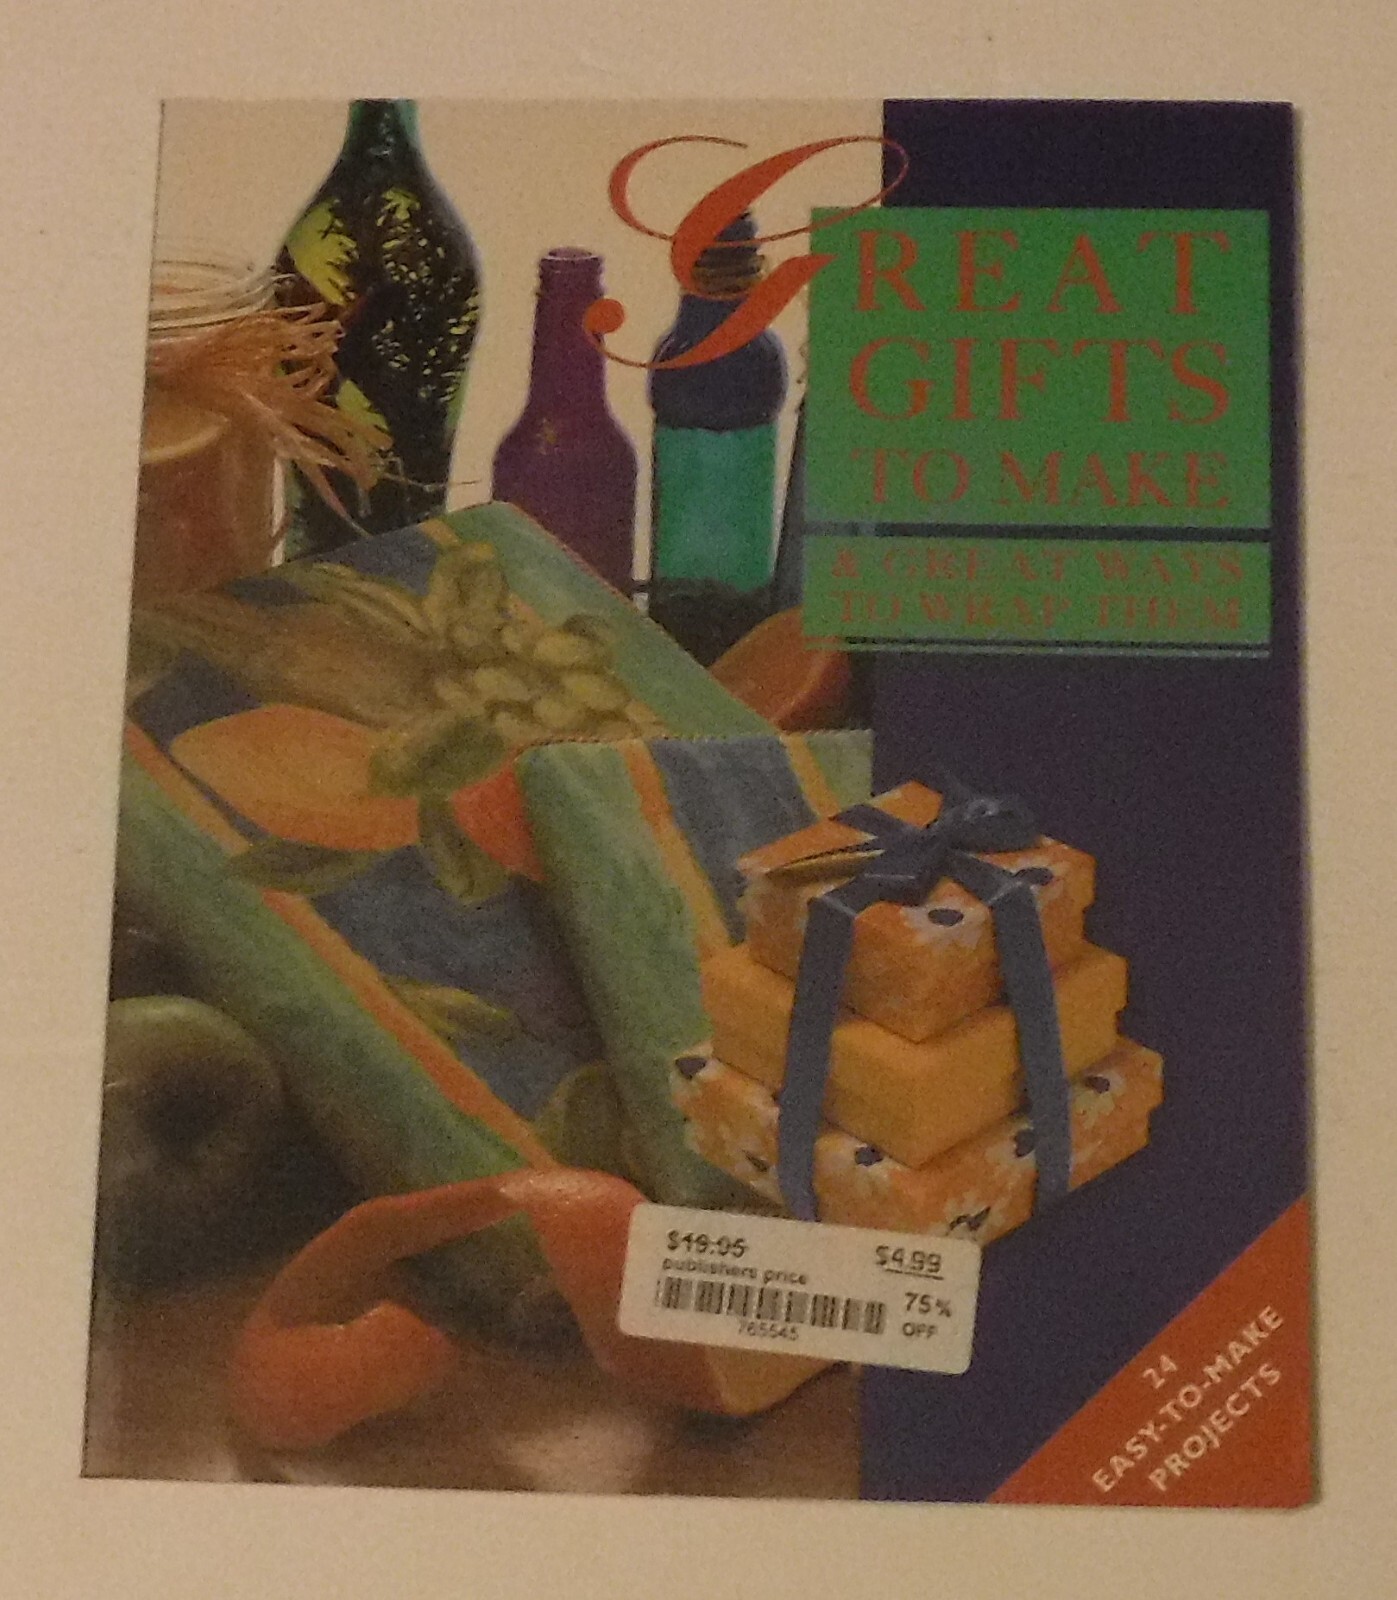 GREAT
GIFTS
TO MAKE
& GREAT WAYS
TO WRAP THEM
$19.95 $4.99
publishers price
75%
OFF
765545
24
EASY-TO-MAKE
PROJECTS